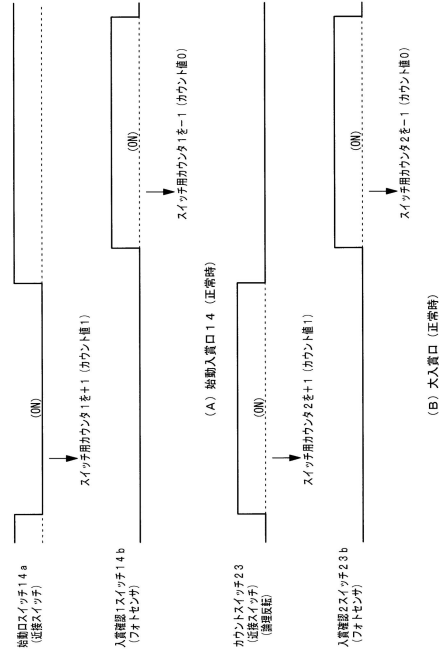 始動口スイッチ14a
(近接スイッチ)
(ON)
スイッチ用カウンタ1を+1 (カウント値1)
入賞確認1スイッチ14b
(フォトセンサ)
(ON)
スイッチ用カウンタ1を−1 (カウント値0)
(A) 始動入賞口14 (正常時)
カウントスイッチ23
(近接スイッチ)
(論理反転)
(ON)
スイッチ用カウンタ2を+1 (カウント値1)
入賞確認2スイッチ23b
(フォトセンサ)
(ON)
スイッチ用カウンタ2を−1 (カウント値0)
(B) 大入賞口 (正常時)